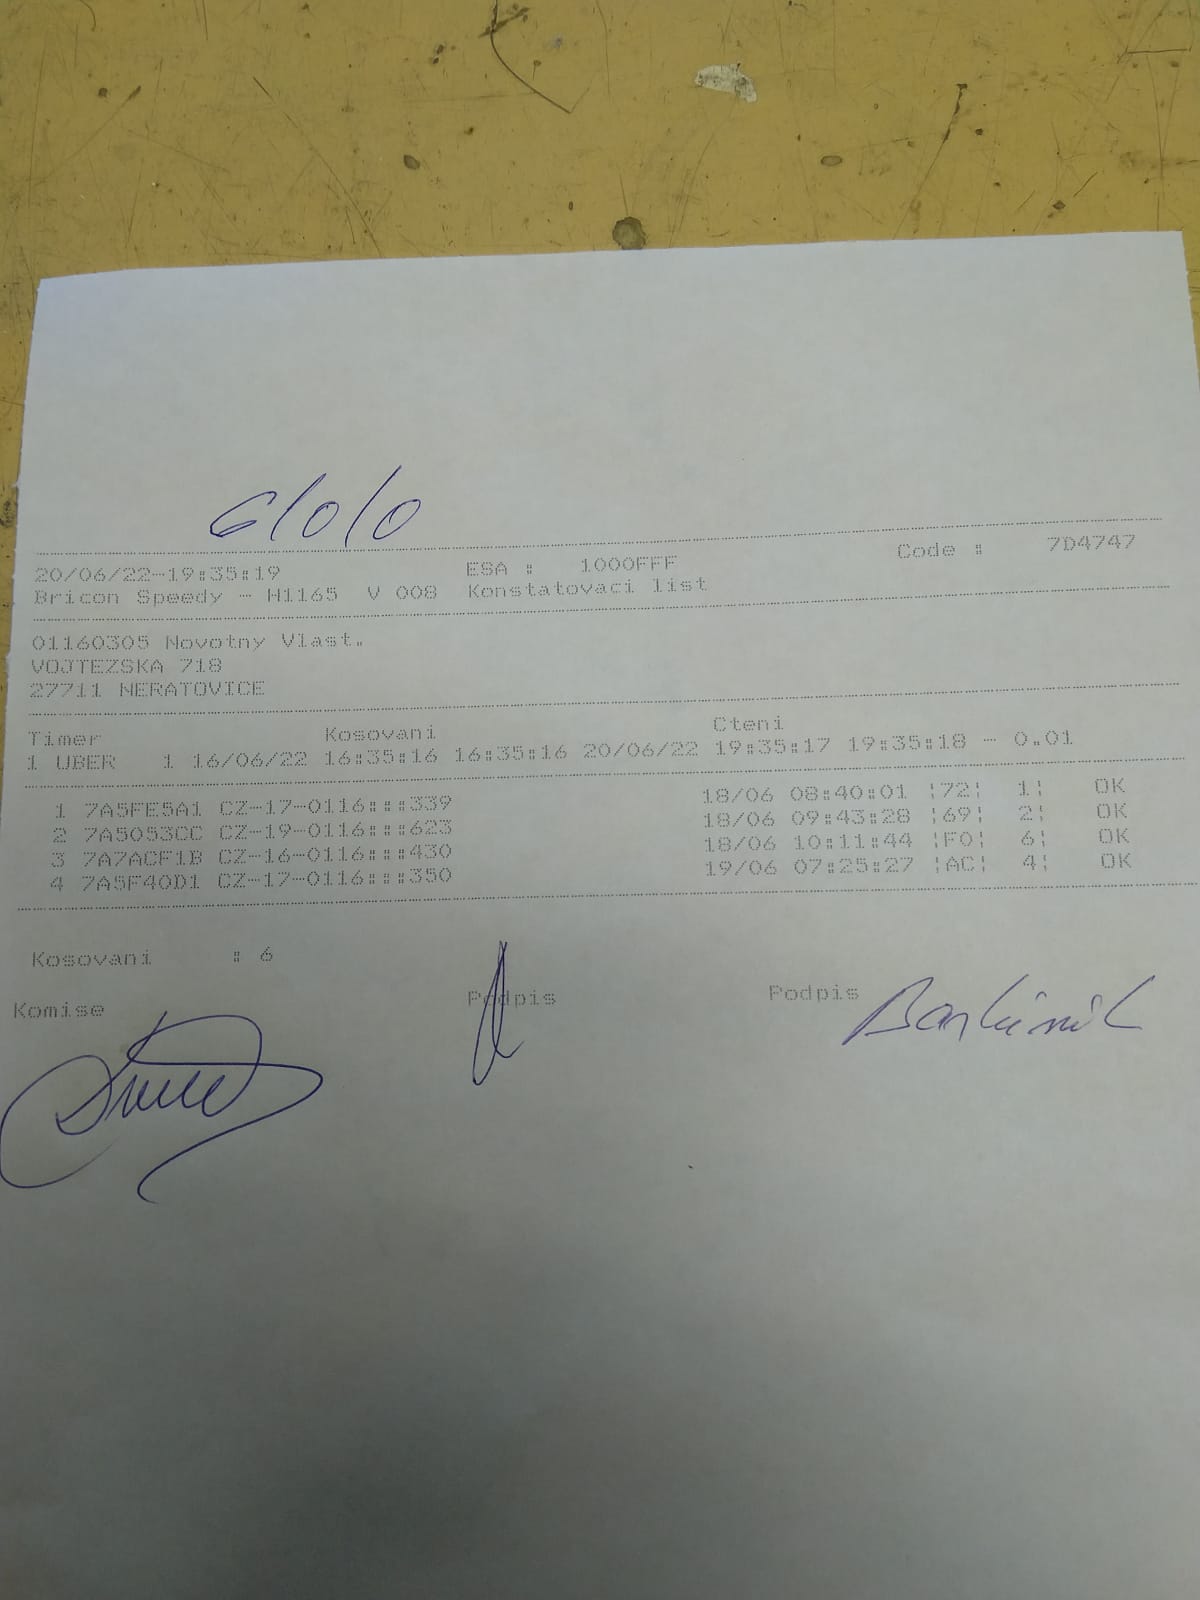 6/0/0
20/06/22-19:35:19 ESA : 1000FFF Code : 7D4747
Bricon Speedy - H1165 V 008 Konstatovaci list
01160305 Novotny Vlast.
VOJTEZSKA 718
27711 NERATOVICE
Timer Kosovani Cteni
1 UBER 1 16/06/22 16:35:16 16:35:16 20/06/22 19:35:17 19:35:18 - 0.01
1 7A5FE5A1 CZ-17-0116:::339 18/06 08:40:01 ¦72¦ 1¦ OK
2 7A5053CC CZ-19-0116:::623 18/06 09:43:28 ¦69¦ 2¦ OK
3 7A7ACF1B CZ-16-0116:::430 18/06 10:11:44 ¦F0¦ 6¦ OK
4 7A5F40D1 CZ-17-0116:::350 19/06 07:25:27 ¦AC¦ 4¦ OK
Kosovani : 6
Komise Podpis Podpis